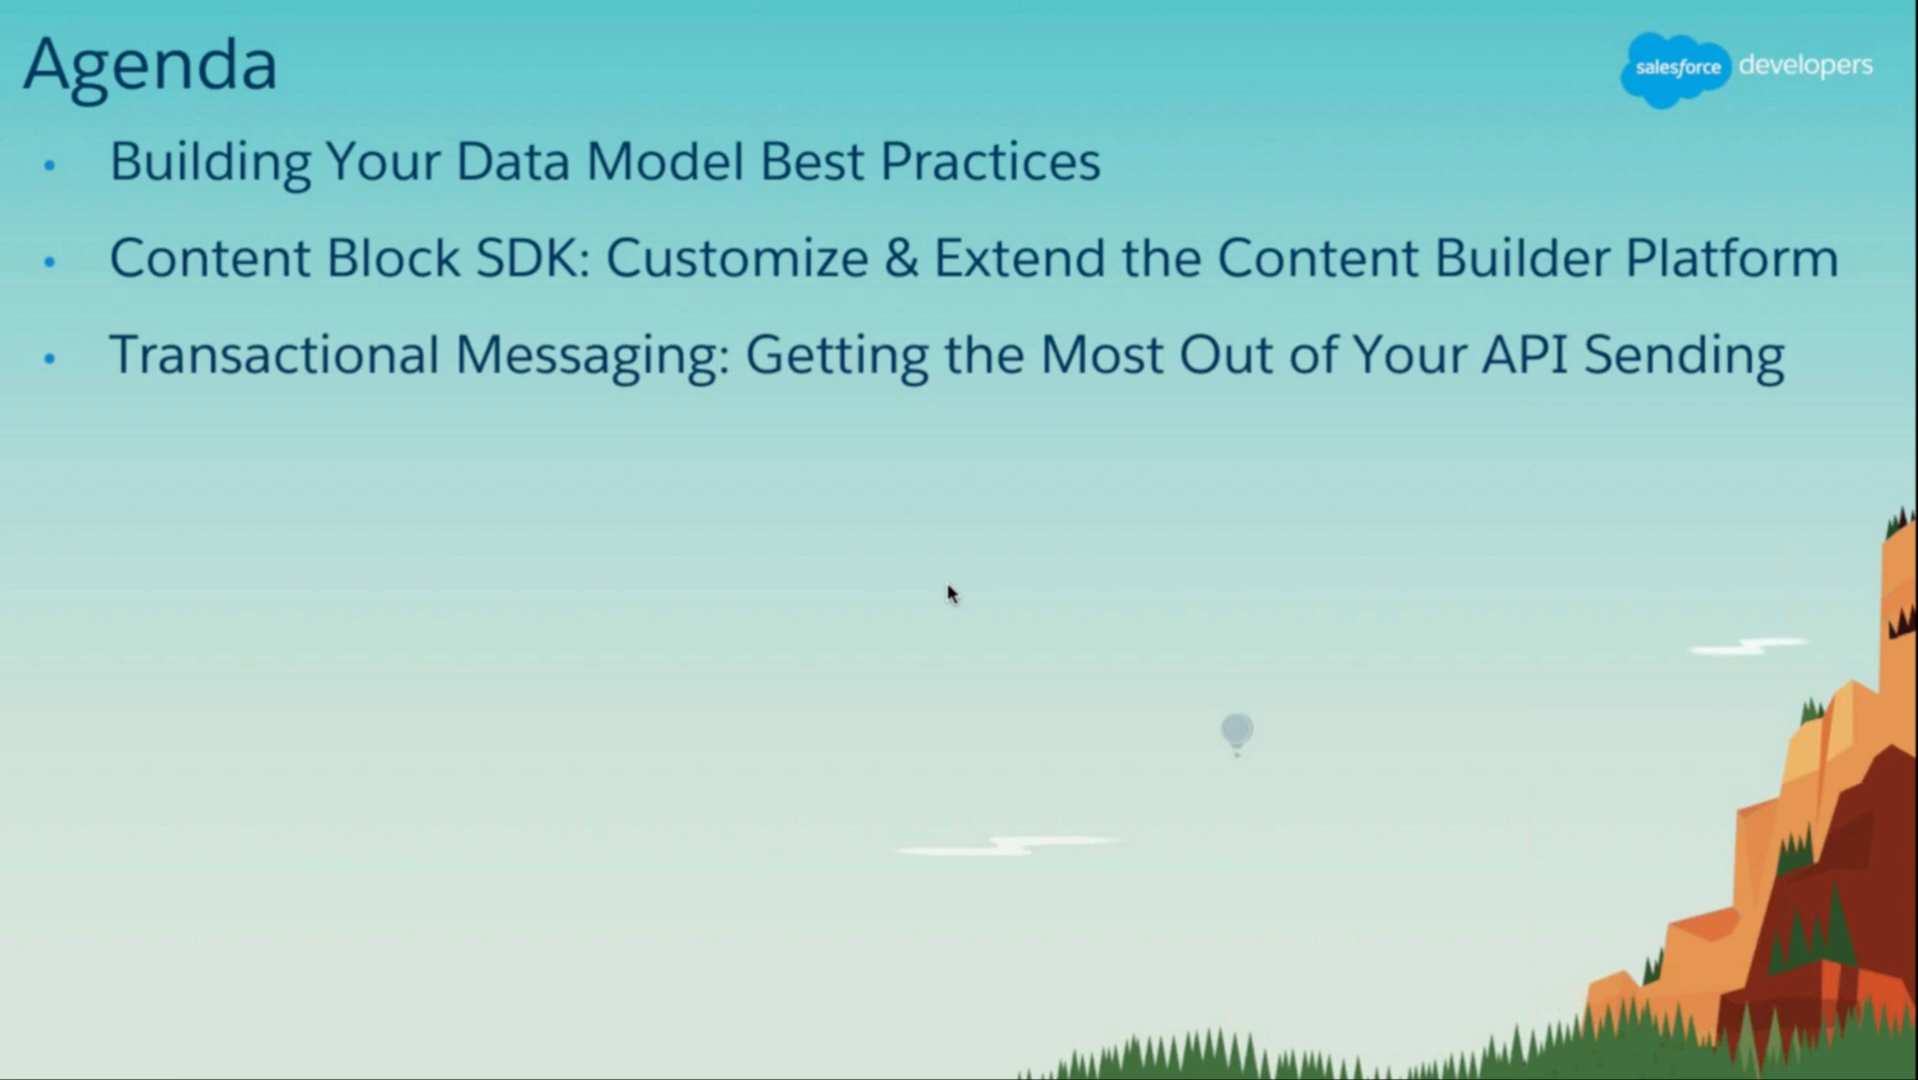 Agenda
salesforce developers
Building Your Data Model Best Practices
Content Block SDK: Customize & Extend the Content Builder Platform
Transactional Messaging: Getting the Most Out of Your API Sending